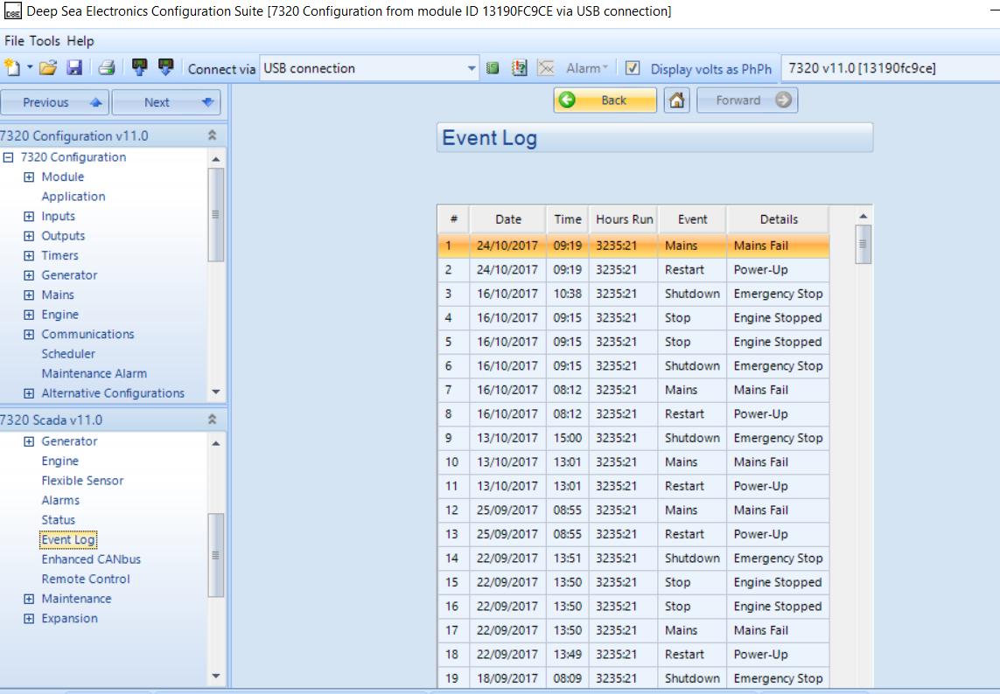 DSE Deep Sea Electronics Configuration Suite [7320 Configuration from module ID 13190FC9CE via USB connection]
File Tools Help
Connect via USB connection Alarm Display volts as PhPh 7320 v11.0 [13190fc9ce]
Previous Next
Back Forward
7320 Configuration v11.0
7320 Configuration
Module
Application
Inputs
Outputs
Timers
Generator
Mains
Engine
Communications
Scheduler
Maintenance Alarm
Alternative Configurations
7320 Scada v11.0
Generator
Engine
Flexible Sensor
Alarms
Status
Event Log
Enhanced CANbus
Remote Control
Maintenance
Expansion
Event Log
# Date Time Hours Run Event Details
1 24/10/2017 09:19 3235:21 Mains Mains Fail
2 24/10/2017 09:19 3235:21 Restart Power-Up
3 16/10/2017 10:38 3235:21 Shutdown Emergency Stop
4 16/10/2017 09:15 3235:21 Stop Engine Stopped
5 16/10/2017 09:15 3235:21 Stop Engine Stopped
6 16/10/2017 09:15 3235:21 Shutdown Emergency Stop
7 16/10/2017 08:12 3235:21 Mains Mains Fail
8 16/10/2017 08:12 3235:21 Restart Power-Up
9 13/10/2017 15:00 3235:21 Shutdown Emergency Stop
10 13/10/2017 13:01 3235:21 Mains Mains Fail
11 13/10/2017 13:01 3235:21 Restart Power-Up
12 25/09/2017 08:55 3235:21 Mains Mains Fail
13 25/09/2017 08:55 3235:21 Restart Power-Up
14 22/09/2017 13:51 3235:21 Shutdown Emergency Stop
15 22/09/2017 13:50 3235:21 Stop Engine Stopped
16 22/09/2017 13:50 3235:21 Stop Engine Stopped
17 22/09/2017 13:50 3235:21 Mains Mains Fail
18 22/09/2017 13:49 3235:21 Restart Power-Up
19 18/09/2017 08:09 3235:21 Shutdown Emergency Stop